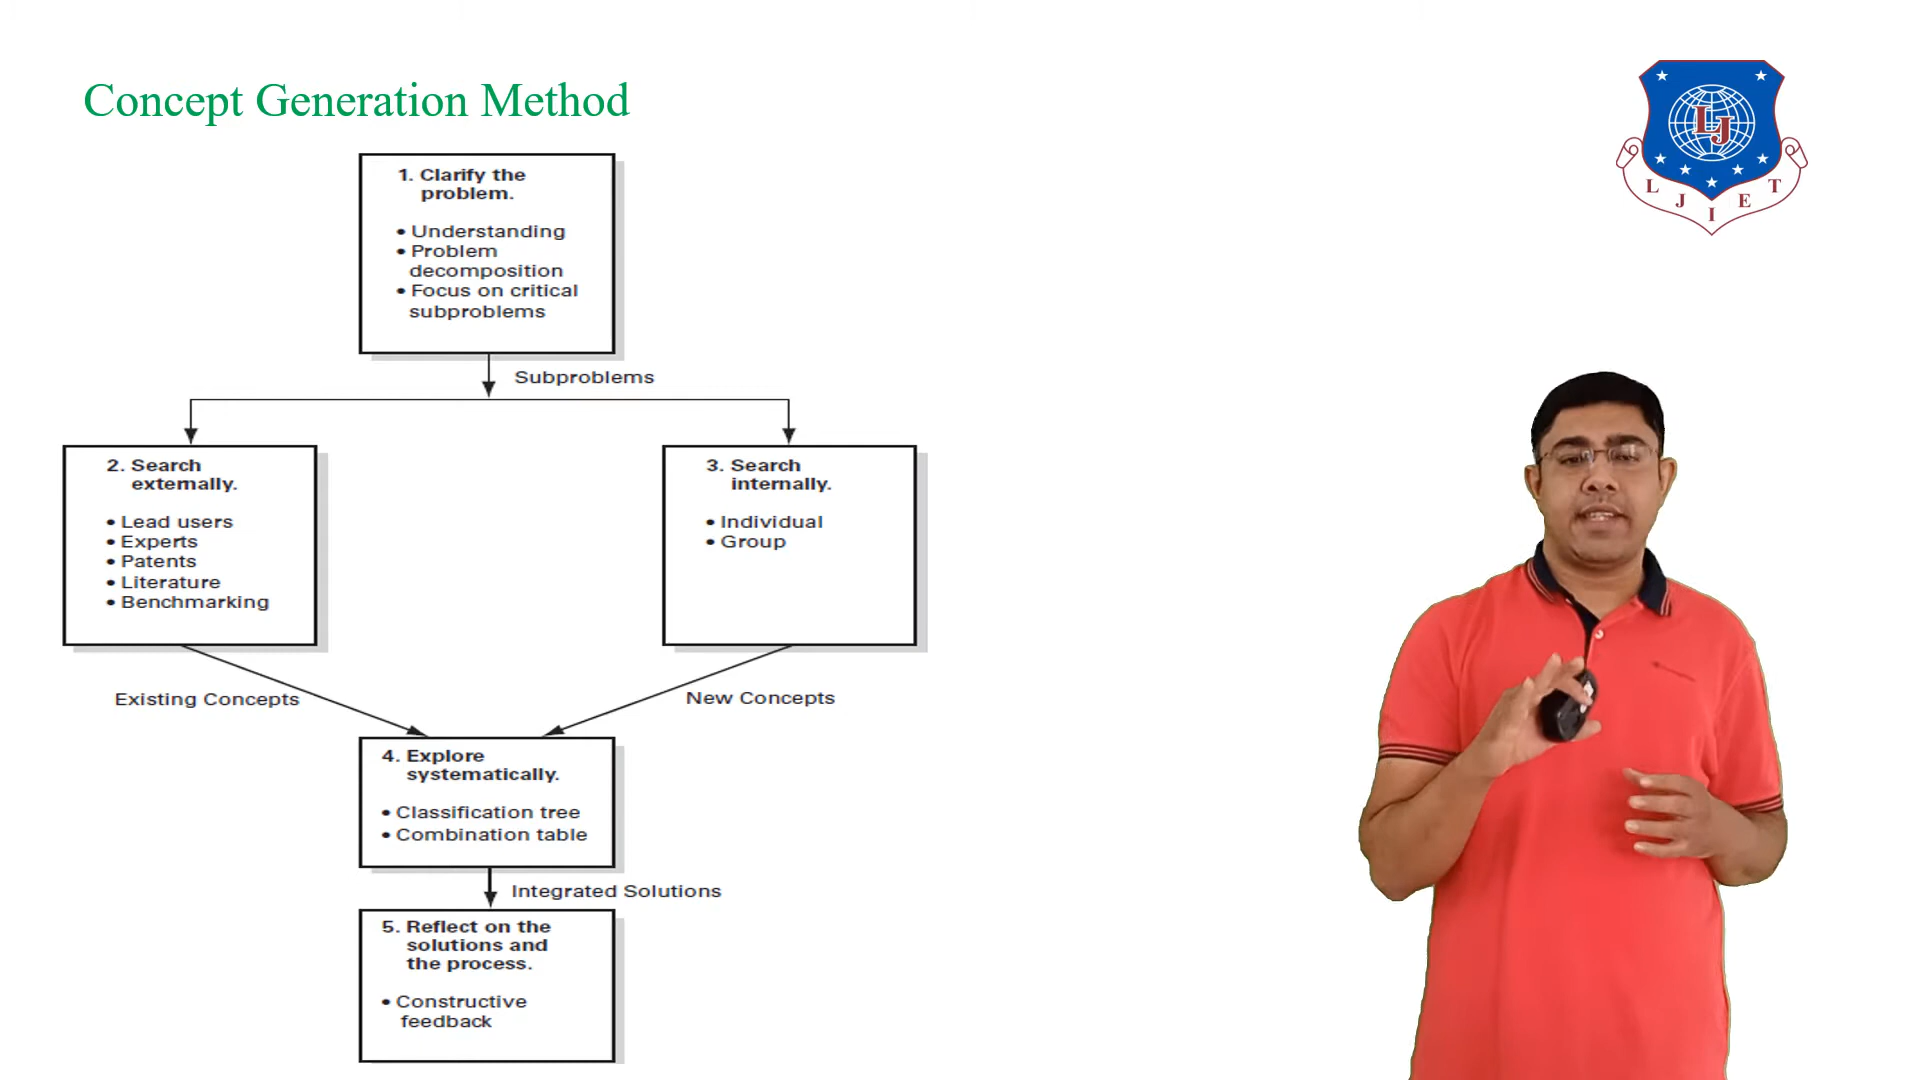 Concept Generation Method
LJ
L J I E T
1. Clarify the
problem.
• Understanding
• Problem
decomposition
• Focus on critical
subproblems
Subproblems
2. Search
externally.
• Lead users
• Experts
• Patents
• Literature
• Benchmarking
3. Search
internally.
• Individual
• Group
Existing Concepts
New Concepts
4. Explore
systematically.
• Classification tree
• Combination table
Integrated Solutions
5. Reflect on the
solutions and
the process.
• Constructive
feedback